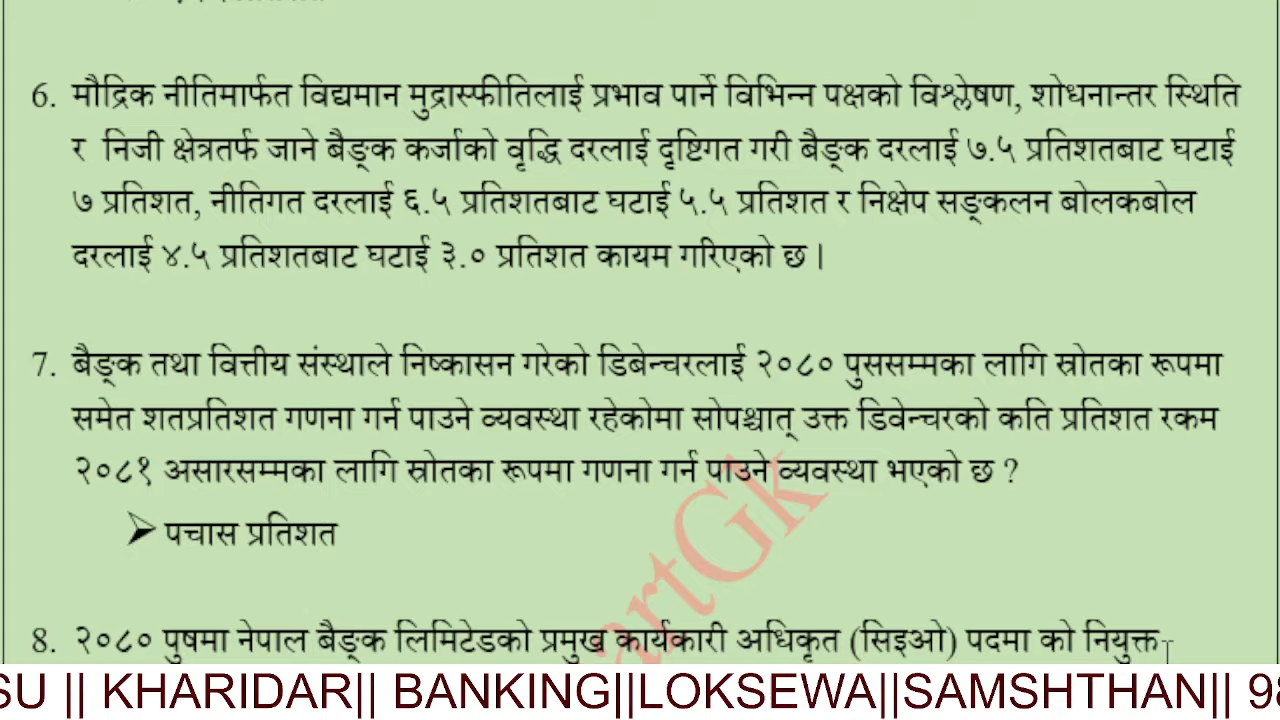 6. मौद्रिक नीतिमार्फत विद्यमान मुद्रास्फीतिलाई प्रभाव पार्ने विभिन्न पक्षको विश्लेषण, शोधनान्तर स्थिति
र निजी क्षेत्रतर्फ जाने बैङ्क कर्जाको वृद्धि दरलाई दृष्टिगत गरी बैङ्क दरलाई ७.५ प्रतिशतबाट घटाई
७ प्रतिशत, नीतिगत दरलाई ६.५ प्रतिशतबाट घटाई ५.५ प्रतिशत र निक्षेप सङ्कलन बोलकबोल
दरलाई ४.५ प्रतिशतबाट घटाई ३.० प्रतिशत कायम गरिएको छ।
7. बैङ्क तथा वित्तीय संस्थाले निष्कासन गरेको डिबेन्चरलाई २०८० पुससम्मका लागि स्रोतका रूपमा
समेत शतप्रतिशत गणना गर्न पाउने व्यवस्था रहेकोमा सोपश्चात् उक्त डिवेन्चरको कति प्रतिशत रकम
२०८१ असारसम्मका लागि स्रोतका रूपमा गणना गर्न पाउने व्यवस्था भएको छ ?
➢ पचास प्रतिशत
8. २०८० पुषमा नेपाल बैङ्क लिमिटेडको प्रमुख कार्यकारी अधिकृत (सिइओ) पदमा को नियुक्त
artGk
SU || KHARIDAR|| BANKING||LOKSEWA||SAMSHTHAN|| 98